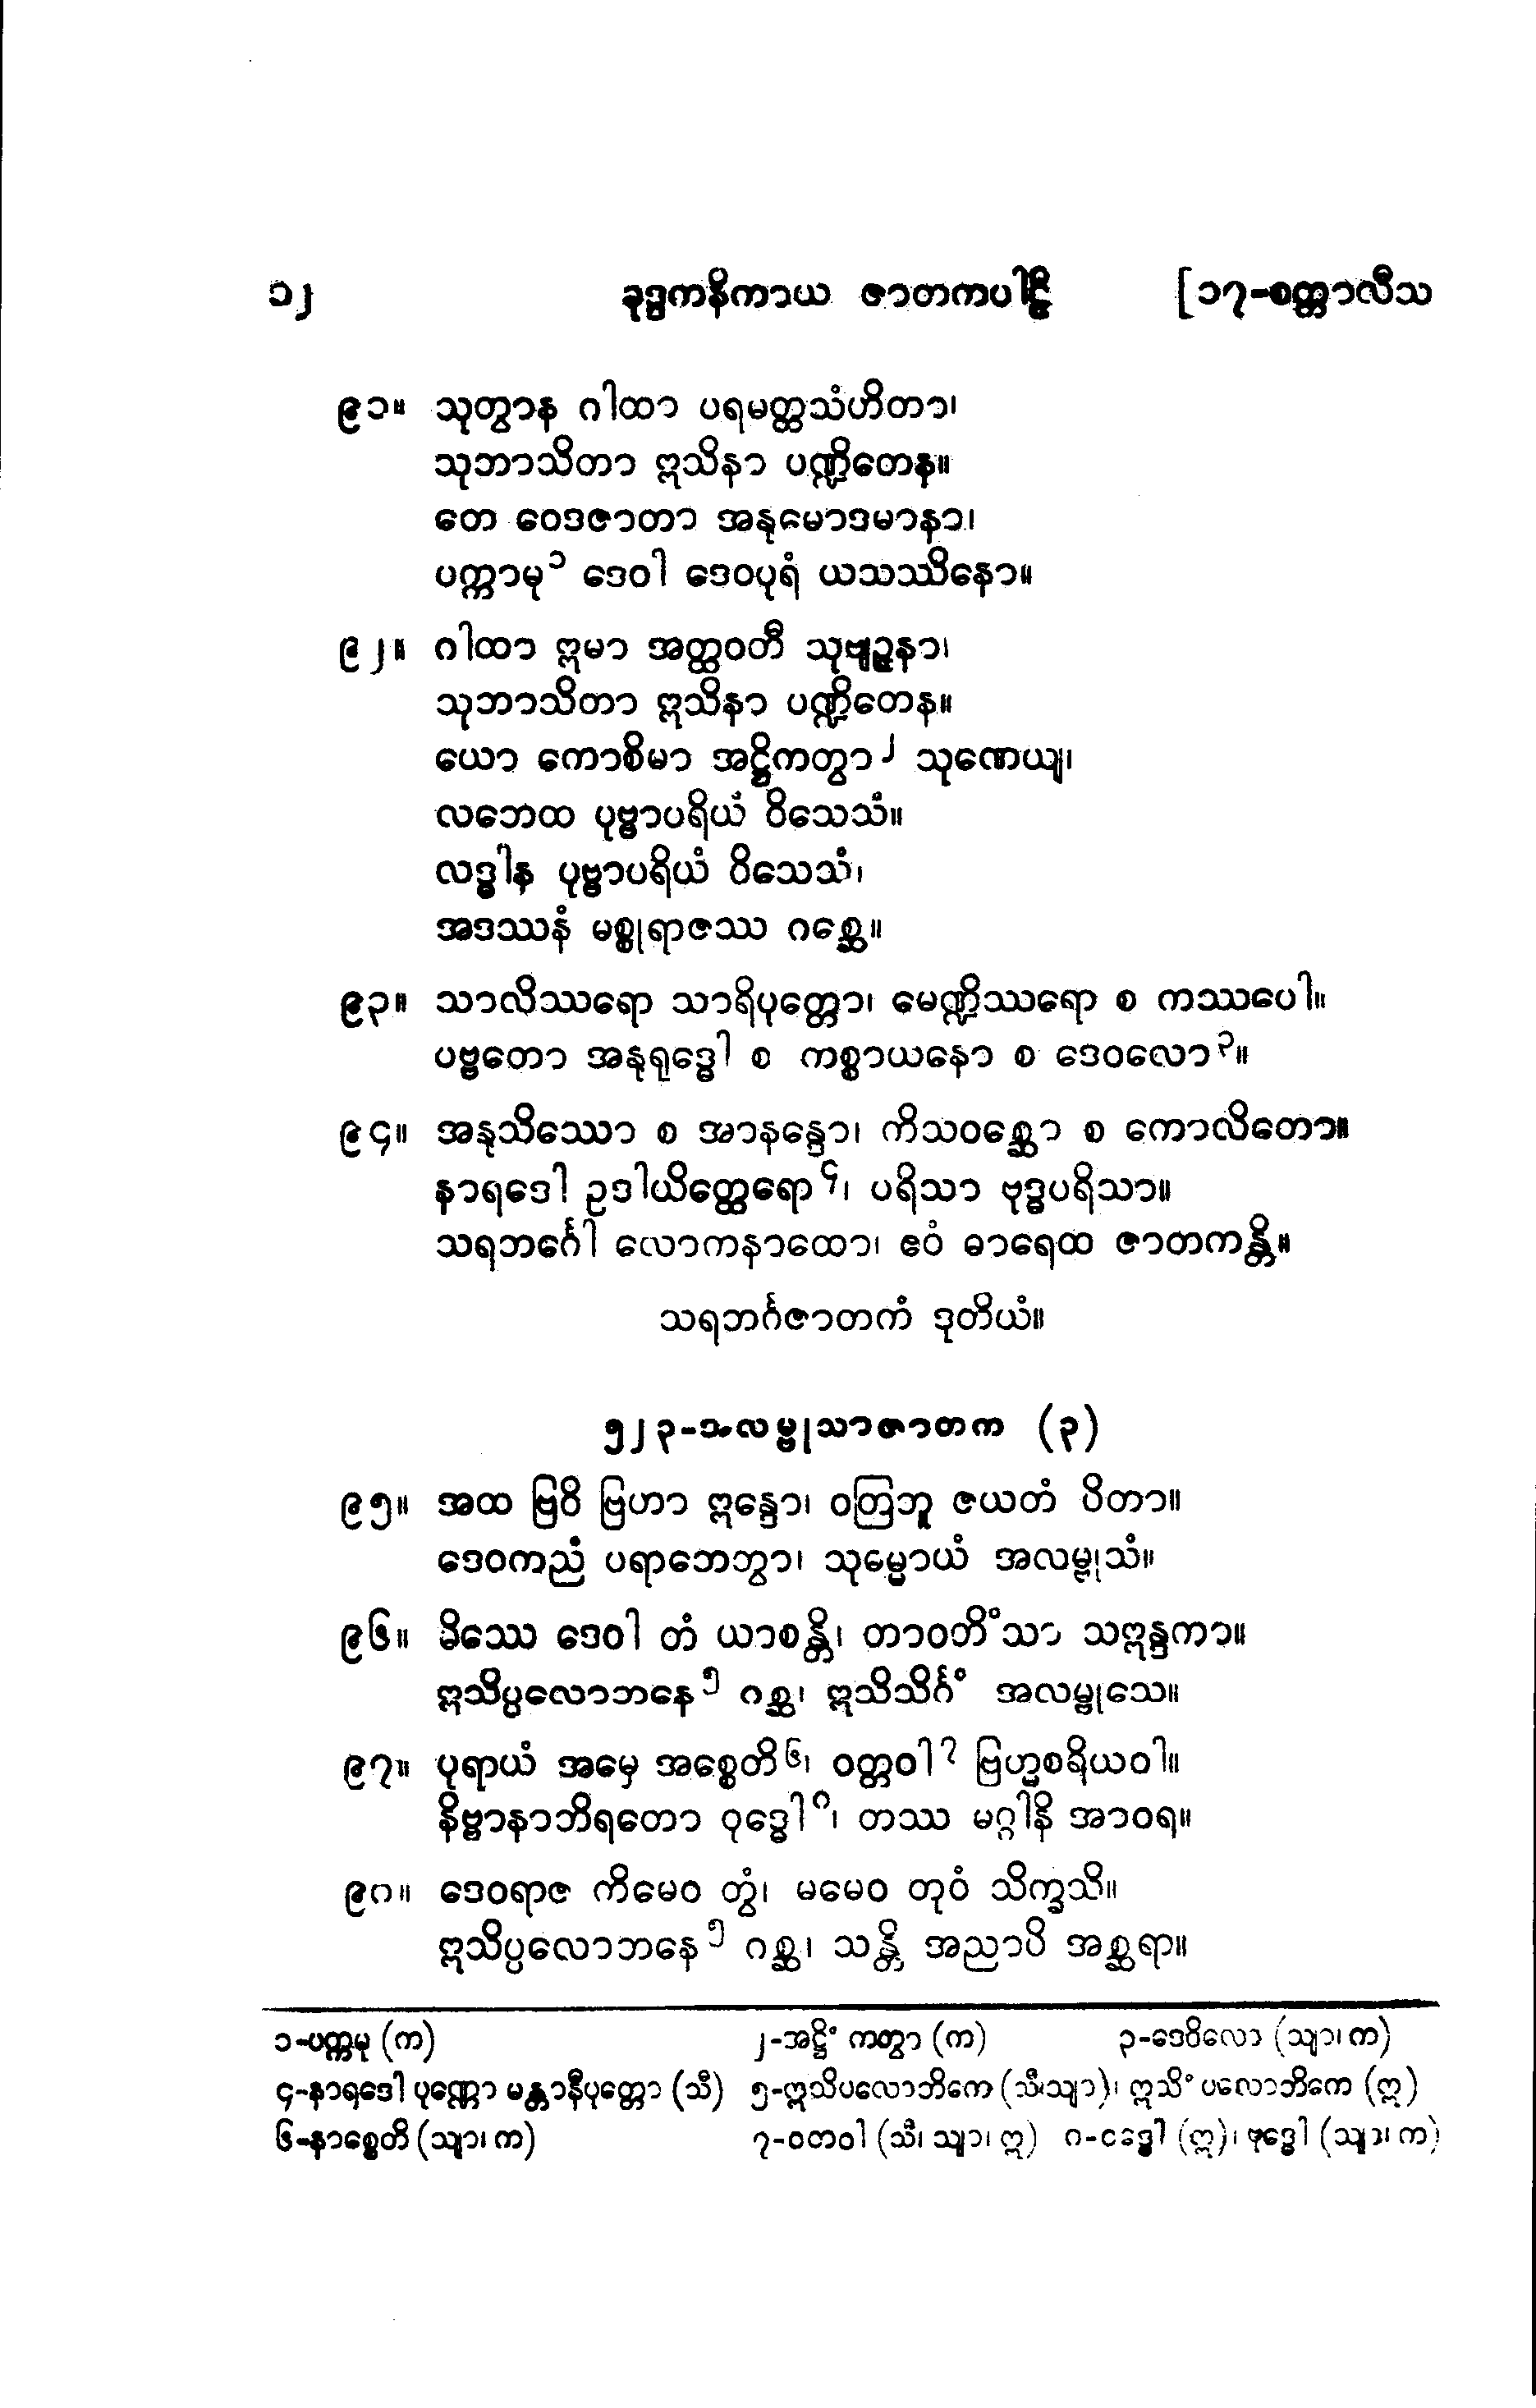 ၁၂ ခုဒ္ဒကနိကာယ ဇာတကပါဠိ [၁၇-စတ္တာလီသ
၉၁။ သုတွာန ဂါထာ ပရမတ္ထသံဟိတာ၊
သုဘာသိတာ ဣသိနာ ပဏ္ဍိတေန။
တေ ဝေဒဇာတာ အနုမောဒမာနာ၊
ပက္ကာမု၁ ဒေဝါ ဒေဝပုရံ ယသဿိနော။
၉၂။ ဂါထာ ဣမာ အတ္ထဝတီ သုဗျဉ္ဇနာ၊
သုဘာသိတာ ဣသိနာ ပဏ္ဍိတေန။
ယော ကောစိမာ အဋ္ဌိကတွာ၂ သုဏေယျ၊
လဘေထ ပုဗ္ဗာပရိယံ ဝိသေသံ။
လဒ္ဓါန ပုဗ္ဗာပရိယံ ဝိသေသံ၊
အဒဿနံ မစ္စုရာဇဿ ဂစ္ဆေ။
၉၃။ သာလိဿရော သာရိပုတ္တော၊ မေဏ္ဍိဿရော စ ကဿပေါ။
ပဗ္ဗတော အနုရုဒ္ဓေါ စ ကစ္စာယနော စ ဒေဝလော၃။
၉၄။ အနုသိဿော စ အာနန္ဒော၊ ကိသဝစ္ဆော စ ကောလိတော။
နာရဒေါ ဥဒါယိတ္ထေရော၄၊ ပရိသာ ဗုဒ္ဓပရိသာ။
သရဘင်္ဂေါ လောကနာထော၊ ဧဝံ ဓာရေထ ဇာတကန္တိ။
သရဘင်္ဂဇာတကံ ဒုတိယံ။
၅၂၃-အလမ္ဗုသာဇာတက (၃)
၉၅။ အထ ဗြဝိ ဗြဟာ ဣန္ဒော၊ ဝတြဘူ ဇယတံ ပိတာ။
ဒေဝကညံ ပရာဘေတွာ၊ သုဓမ္မာယံ အလမ္ဗုသံ။
၉၆။ မိဿေ ဒေဝါ တံ ယာစန္တိ၊ တာဝတိံသာ သဣန္ဒကာ။
ဣသိပ္ပလောဘနေ၅ ဂစ္ဆ၊ ဣသိသိင်္ဂံ အလမ္ဗုသေ။
၉၇။ ပုရာယံ အမှေ အစ္စေတိ၆၊ ဝတ္တဝါ၇ ဗြဟ္မစရိယဝါ။
နိဗ္ဗာနာဘိရတော ဝုဒ္ဓေါ၈၊ တဿ မဂ္ဂါနိ အာဝရ။
၉၈။ ဒေဝရာဇ ကိမေဝ တွံ၊ မမေဝ တုဝံ သိက္ခသိ။
ဣသိပ္ပလောဘနေ၅ ဂစ္ဆ၊ သန္တိ အညာပိ အစ္ဆရာ။
၁-ပက္ကမု (က) ၂-အဋ္ဌိံ ကတွာ (က) ၃-ဒေဝိလော (သျာ၊ က)
၄-နာရဒေါ ပုဏ္ဏော မန္တာနီပုတ္တော (သီ) ၅-ဣသိပလောဘိကေ (သီ၊သျာ)၊ ဣသိံ ပလောဘိကေ (ဣ)
၆-နာစ္စေတိ (သျာ၊ က) ၇-ဝတဝါ (သီ၊ သျာ၊ ဣ) ၈- (ဣ)၊ ဗုဒ္ဓေါ (သျာ၊ က)